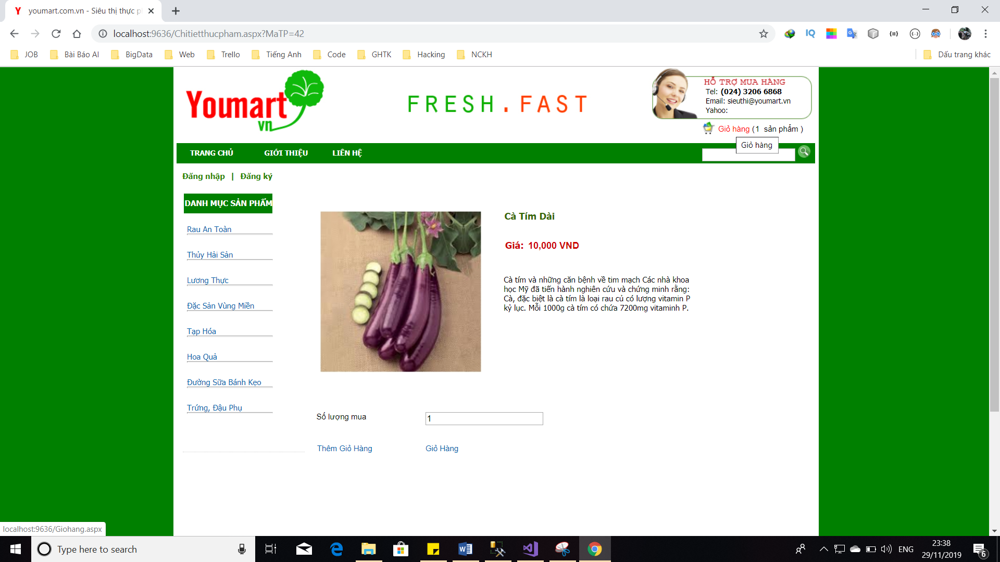 youmart.com.vn - Siêu thị thực p
localhost:9636/Chitietthucpham.aspx?MaTP=42
IQ
JOB
Bài Báo AI
BigData
Web
Trello
Tiếng Anh
Code
GHTK
Hacking
NCKH
Dấu trang khác
Youmart
vn
FRESH.FAST
HỖ TRỢ MUA HÀNG
Tel: (024) 3206 6868
Email: sieuthi@youmart.vn
Yahoo:
Giỏ hàng (1 sản phẩm )
Giỏ hàng
TRANG CHỦ
GIỚI THIỆU
LIÊN HỆ
Đăng nhập | Đăng ký
DANH MỤC SẢN PHẨM
Rau An Toàn
Thủy Hải Sản
Lương Thực
Đặc Sản Vùng Miền
Tạp Hóa
Hoa Quả
Đường Sữa Bánh Kẹo
Trứng, Đậu Phụ
Cà Tím Dài
Giá: 10,000 VND
Cà tím và những căn bệnh về tim mạch Các nhà khoa
học Mỹ đã tiến hành nghiên cứu và chứng minh rằng:
Cà, đặc biệt là cà tím là loại rau củ có lượng vitamin P
kỷ lục. Mỗi 1000g cà tím có chứa 7200mg vitaminh P.
Số lượng mua
1
Thêm Giỏ Hàng
Giỏ Hàng
localhost:9636/Giohang.aspx
Type here to search
ENG
23:38
29/11/2019
6